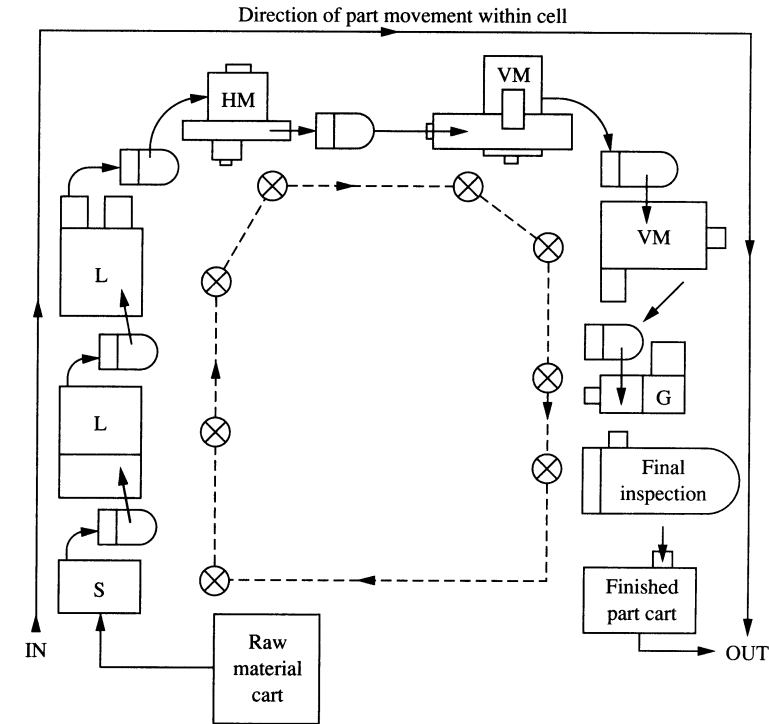 Direction of part movement within cell
HM
VM
L
VM
L
G
Final
inspection
S
Finished
part cart
IN
OUT
Raw
material
cart